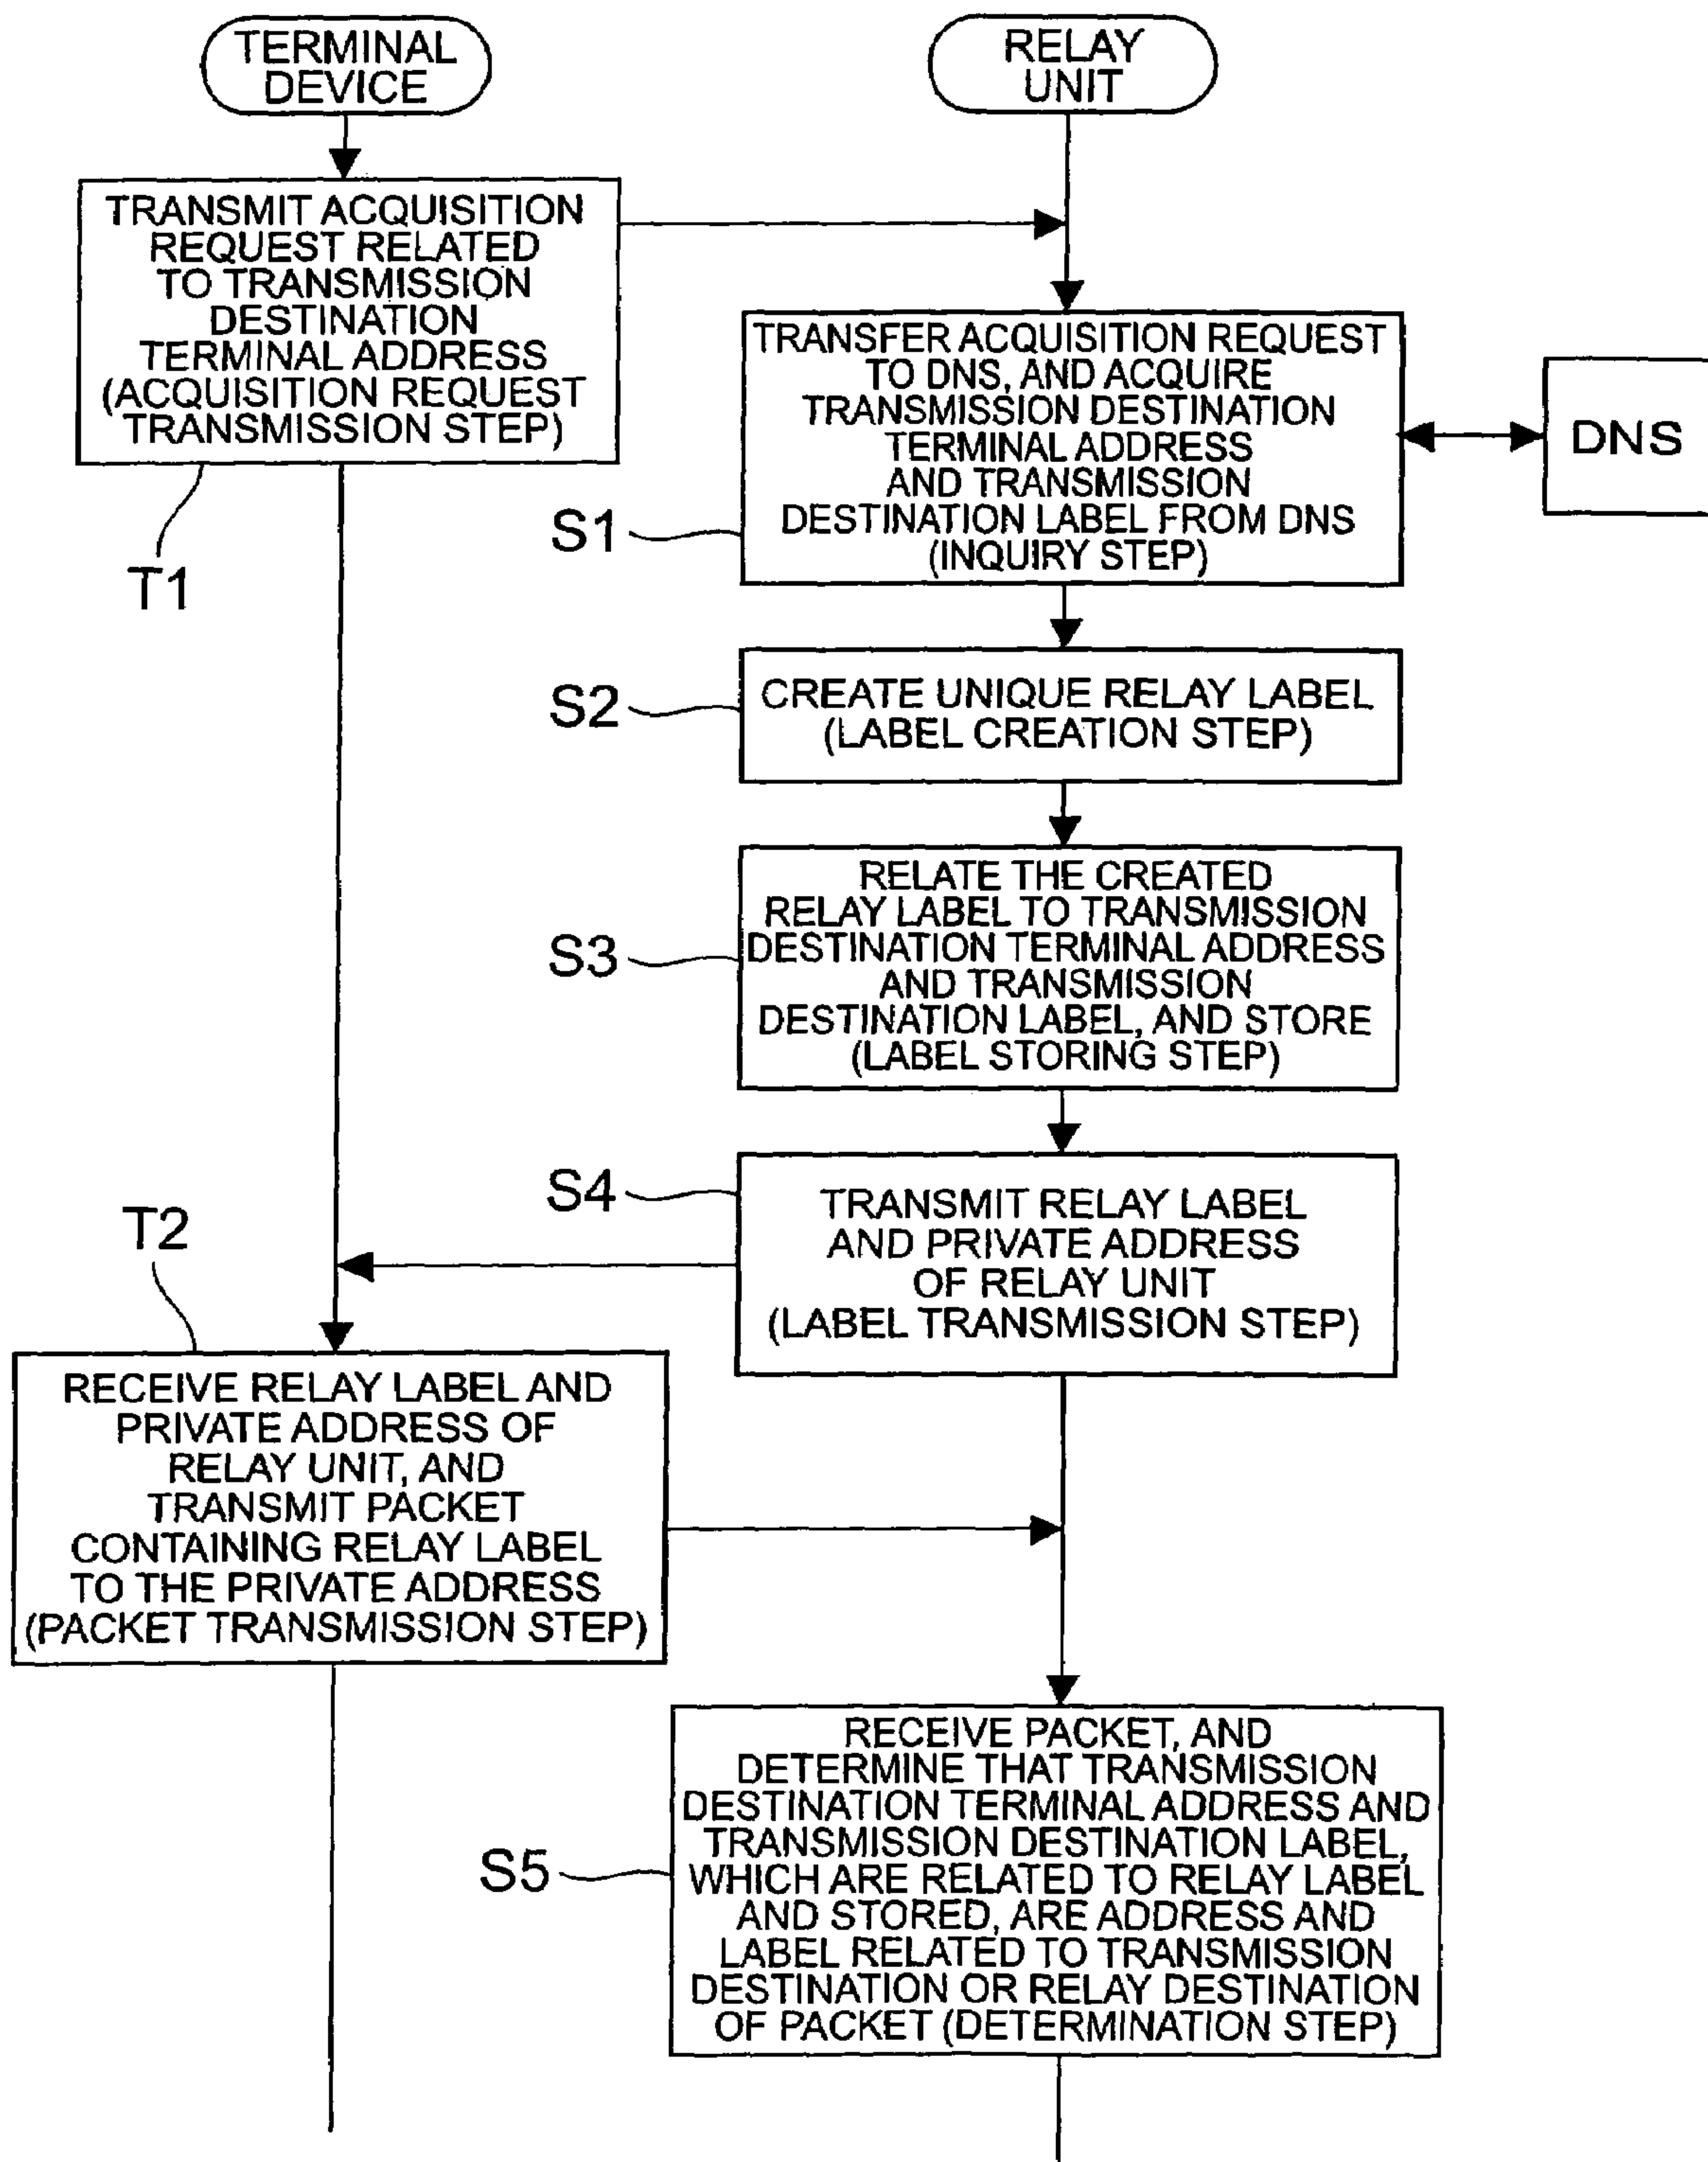 TERMINAL
DEVICE
RELAY
UNIT
TRANSMIT ACQUISITION
REQUEST RELATED
TO TRANSMISSION
DESTINATION
TERMINAL ADDRESS
(ACQUISITION REQUEST
TRANSMISSION STEP)
T1
TRANSFER ACQUISITION REQUEST
TO DNS, AND ACQUIRE
TRANSMISSION DESTINATION
TERMINAL ADDRESS
AND TRANSMISSION
DESTINATION LABEL FROM DNS
(INQUIRY STEP)
S1
DNS
CREATE UNIQUE RELAY LABEL
(LABEL CREATION STEP)
S2
RELATE THE CREATED
RELAY LABEL TO TRANSMISSION
DESTINATION TERMINAL ADDRESS
AND TRANSMISSION
DESTINATION LABEL, AND STORE
(LABEL STORING STEP)
S3
TRANSMIT RELAY LABEL
AND PRIVATE ADDRESS
OF RELAY UNIT
(LABEL TRANSMISSION STEP)
S4
T2
RECEIVE RELAY LABEL AND
PRIVATE ADDRESS OF
RELAY UNIT, AND
TRANSMIT PACKET
CONTAINING RELAY LABEL
TO THE PRIVATE ADDRESS
(PACKET TRANSMISSION STEP)
RECEIVE PACKET, AND
DETERMINE THAT TRANSMISSION
DESTINATION TERMINAL ADDRESS AND
TRANSMISSION DESTINATION LABEL,
WHICH ARE RELATED TO RELAY LABEL
AND STORED, ARE ADDRESS AND
LABEL RELATED TO TRANSMISSION
DESTINATION OR RELAY DESTINATION
OF PACKET (DETERMINATION STEP)
S5